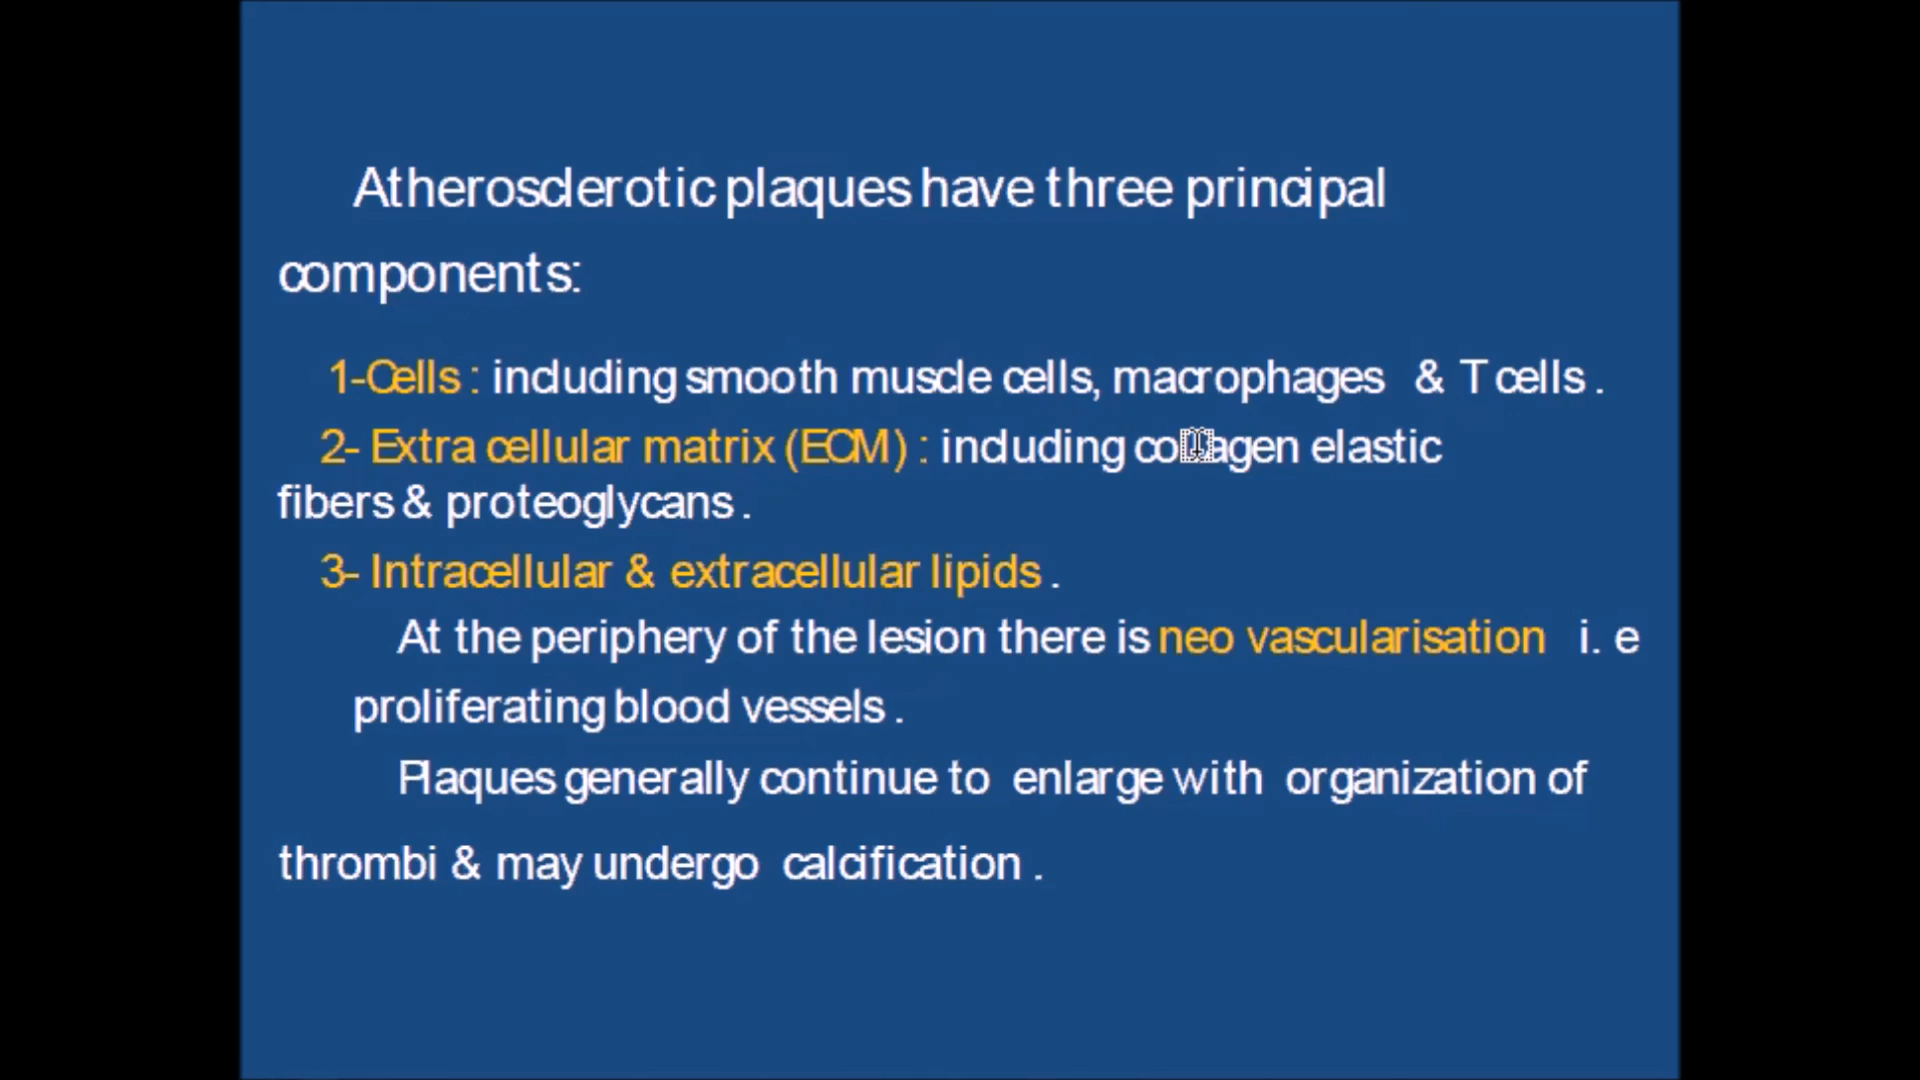 Atherosclerotic plaques have three principal
components:
1-Cells : including smooth muscle cells, macrophages & T cells .
2- Extra cellular matrix (ECM) : including collagen elastic
fibers & proteoglycans .
3- Intracellular & extracellular lipids .
At the periphery of the lesion there is neo vascularisation i. e
proliferating blood vessels .
Plaques generally continue to enlarge with organization of
thrombi & may undergo calcification .